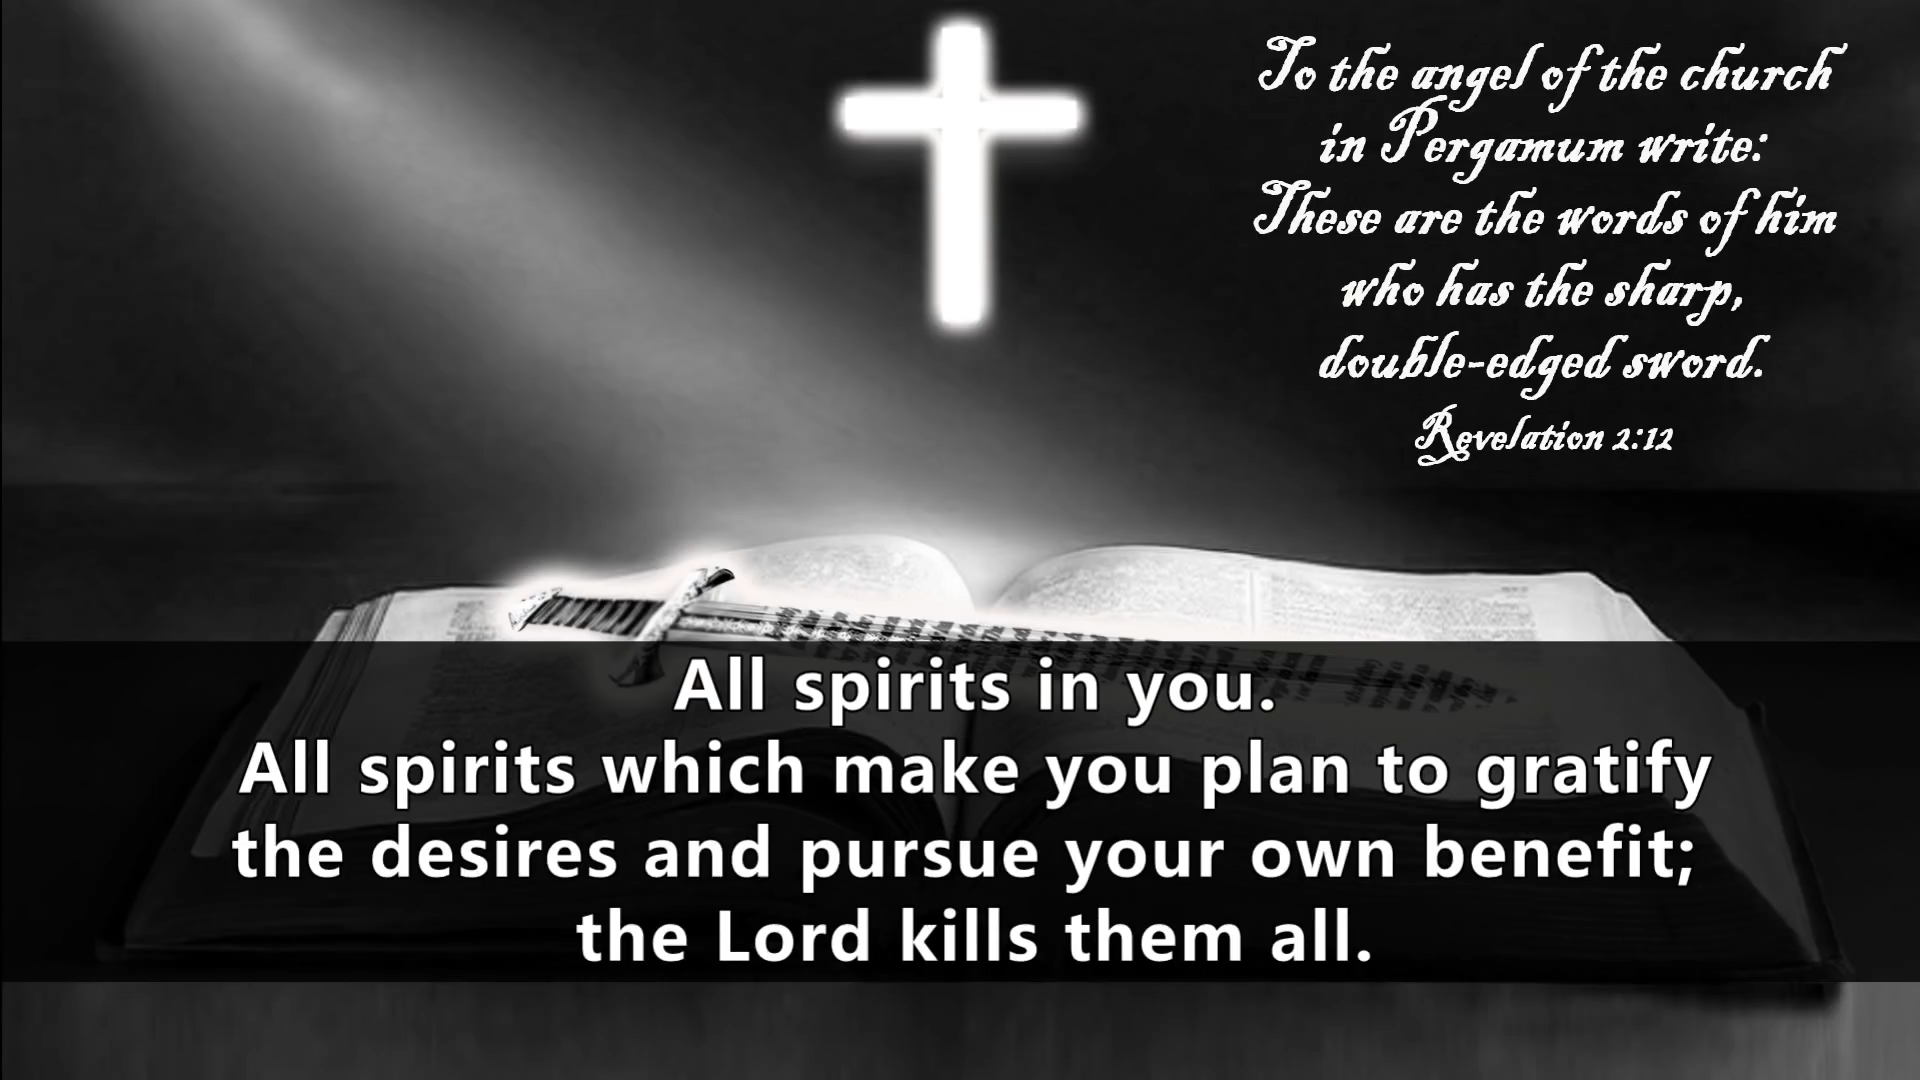 To the angel of the church
in Pergamum write:
These are the words of him
who has the sharp,
double-edged sword.
Revelation 2:12
All spirits in you.
All spirits which make you plan to gratify
the desires and pursue your own benefit;
the Lord kills them all.